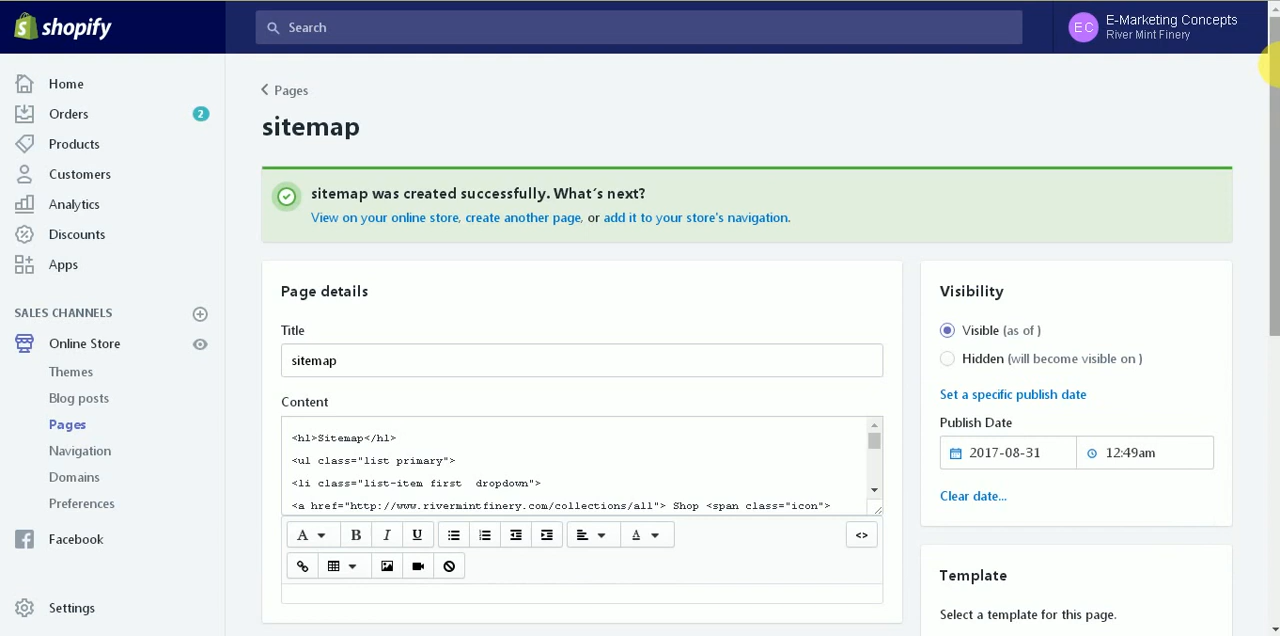 shopify
Search
EC
E-Marketing Concepts
River Mint Finery
Home
Orders
2
Products
Customers
Analytics
Discounts
Apps
SALES CHANNELS
Online Store
Themes
Blog posts
Pages
Navigation
Domains
Preferences
Facebook
Settings
Pages
sitemap
sitemap was created successfully. What's next?
View on your online store, create another page, or add it to your store's navigation.
Page details
Title
sitemap
Content
<h1>Sitemap</h1>
<ul class="list primary">
<li class="list-item first  dropdown">
<a href="http://www.rivermintfinery.com/collections/all"> Shop <span class="icon">
A
B
I
U
A
<>
Visibility
Visible (as of )
Hidden (will become visible on )
Set a specific publish date
Publish Date
2017-08-31
12:49am
Clear date...
Template
Select a template for this page.